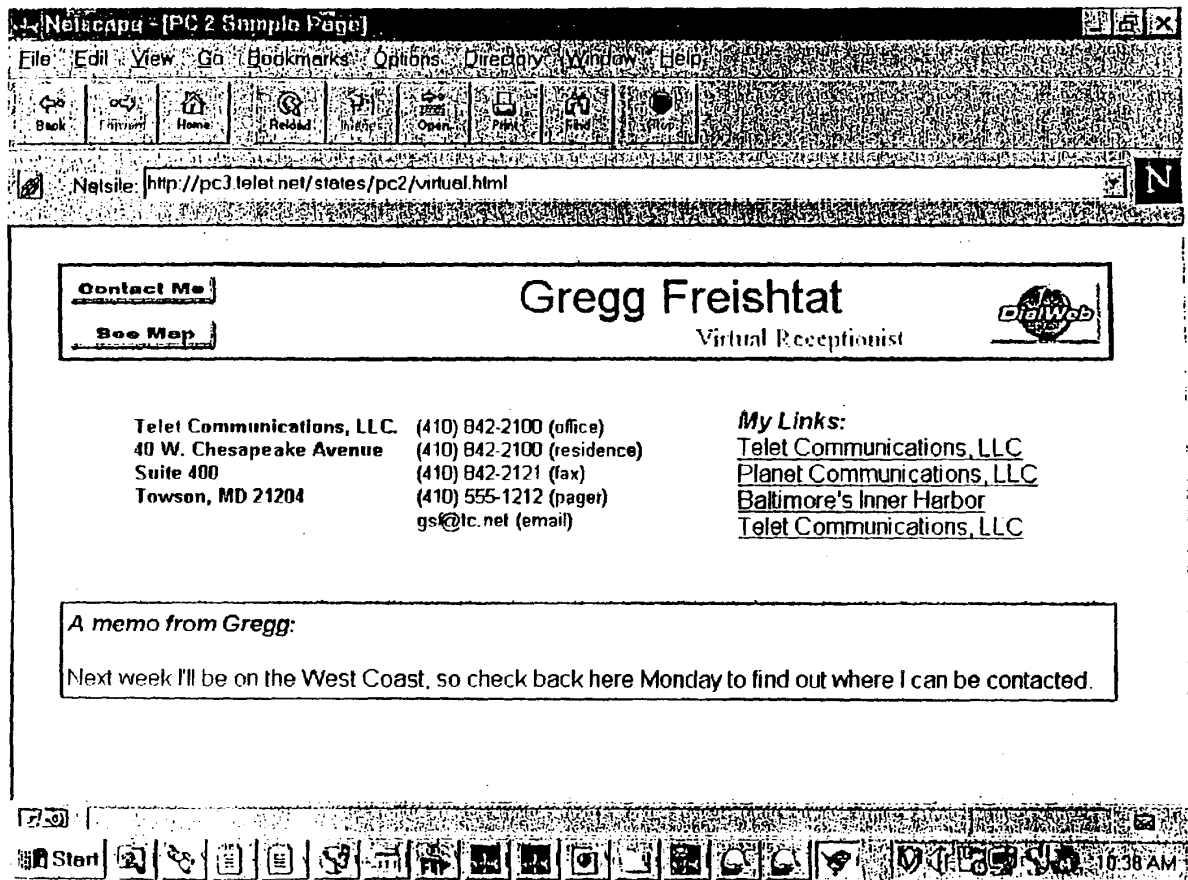 Netscape - [PC 2 Sample Page]
File Edit View Go Bookmarks Options Directory Window Help
Back Forward Home Reload Open Print Find Stop
Netsite: http://pc3.telet.net/states/pc2/virtual.html
N
Contact Me
See Map
Gregg Freishtat
Virtual Receptionist
DialWeb
Telet Communications, LLC.
40 W. Chesapeake Avenue
Suite 400
Towson, MD 21204
(410) 842-2100 (office)
(410) 842-2100 (residence)
(410) 842-2121 (fax)
(410) 555-1212 (pager)
gsf@tc.net (email)
My Links:
Telet Communications, LLC
Planet Communications, LLC
Baltimore's Inner Harbor
Telet Communications, LLC
A memo from Gregg:
Next week I'll be on the West Coast, so check back here Monday to find out where I can be contacted.
Start
FTP
10:38 AM